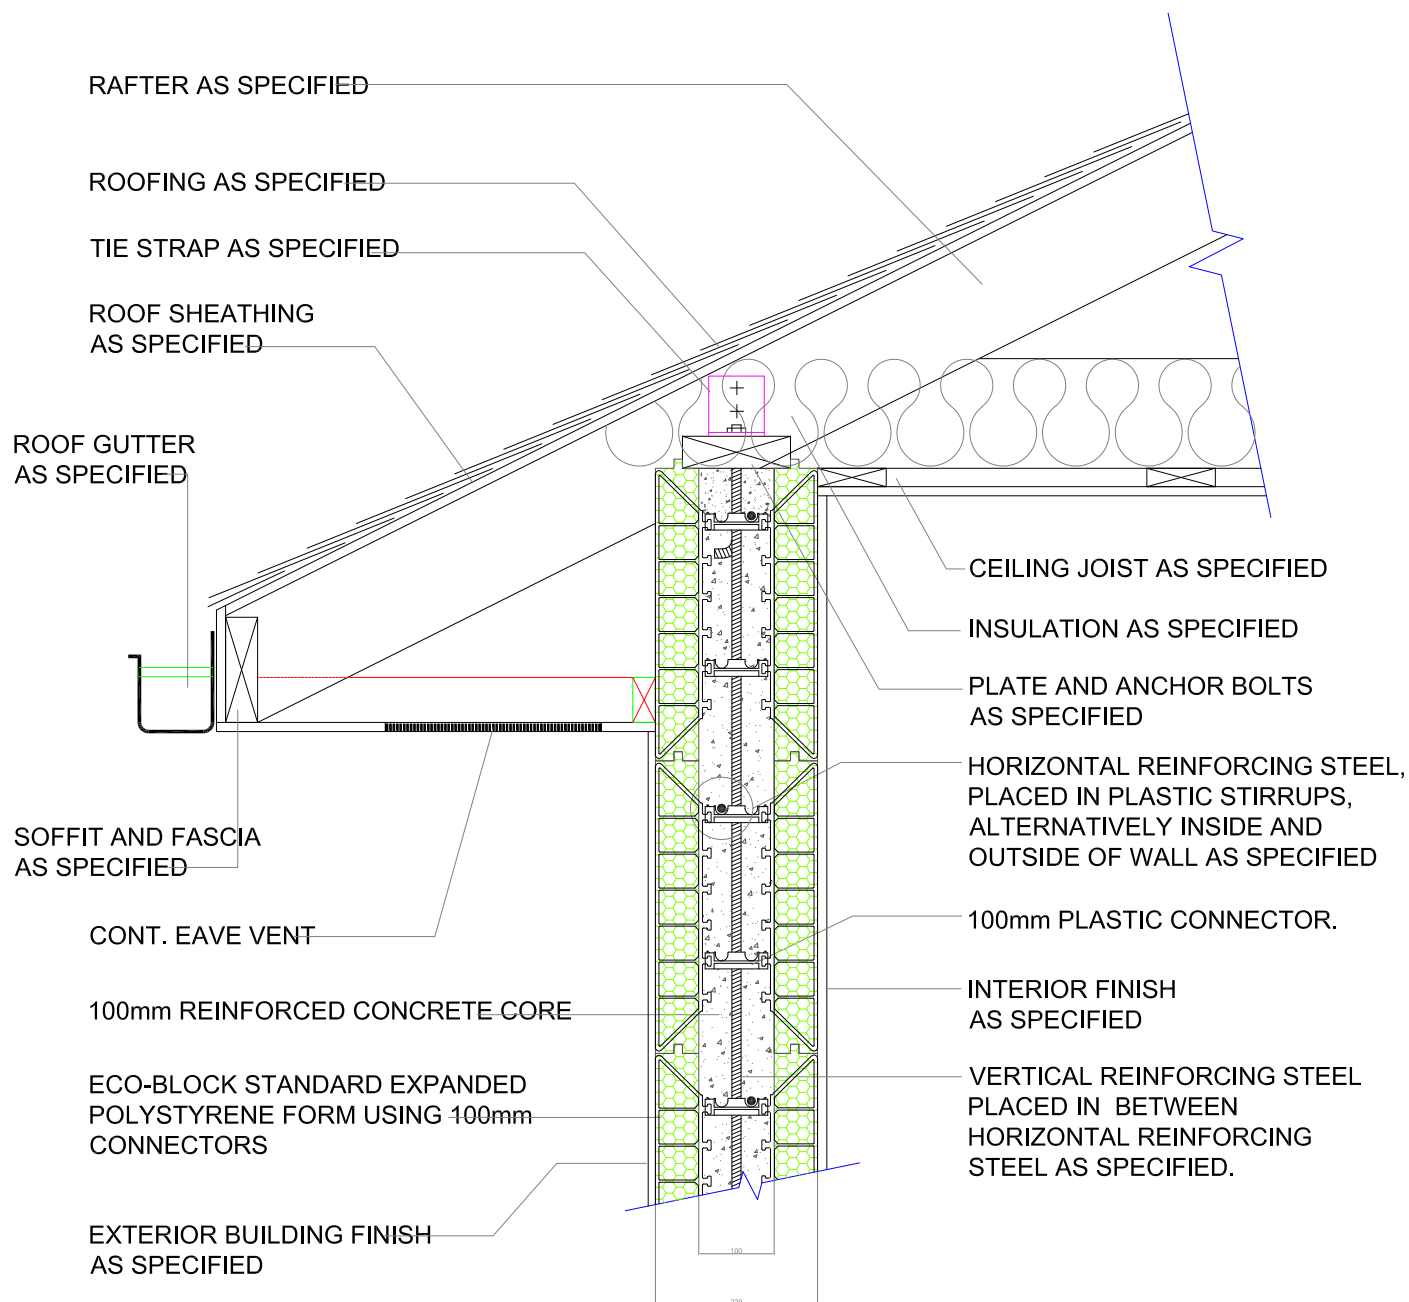 RAFTER AS SPECIFIED
ROOFING AS SPECIFIED
TIE STRAP AS SPECIFIED
ROOF SHEATHING
AS SPECIFIED
ROOF GUTTER
AS SPECIFIED
SOFFIT AND FASCIA
AS SPECIFIED
CONT. EAVE VENT
100mm REINFORCED CONCRETE CORE
ECO-BLOCK STANDARD EXPANDED
POLYSTYRENE FORM USING 100mm
CONNECTORS
EXTERIOR BUILDING FINISH
AS SPECIFIED
CEILING JOIST AS SPECIFIED
INSULATION AS SPECIFIED
PLATE AND ANCHOR BOLTS
AS SPECIFIED
HORIZONTAL REINFORCING STEEL,
PLACED IN PLASTIC STIRRUPS,
ALTERNATIVELY INSIDE AND
OUTSIDE OF WALL AS SPECIFIED
100mm PLASTIC CONNECTOR.
INTERIOR FINISH
AS SPECIFIED
VERTICAL REINFORCING STEEL
PLACED IN BETWEEN
HORIZONTAL REINFORCING
STEEL AS SPECIFIED.
100